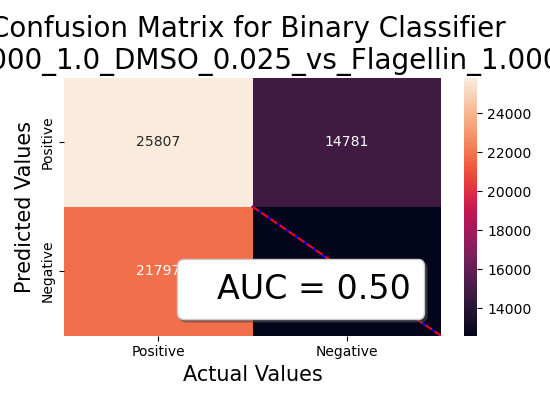 Confusion Matrix for Binary Classifier
000_1.0_DMSO_0.025_vs_Flagellin_1.000
Predicted Values
Positive
Negative
25807
14781
21797
AUC = 0.50
Positive
Negative
Actual Values
24000
22000
20000
18000
16000
14000